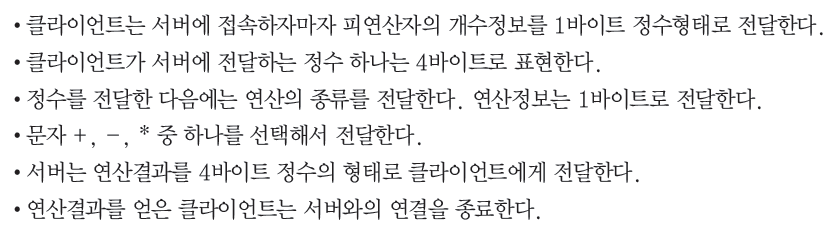 • 클라이언트는 서버에 접속하자마자 피연산자의 개수정보를 1바이트 정수형태로 전달한다.
• 클라이언트가 서버에 전달하는 정수 하나는 4바이트로 표현한다.
• 정수를 전달한 다음에는 연산의 종류를 전달한다. 연산정보는 1바이트로 전달한다.
• 문자 +, −, * 중 하나를 선택해서 전달한다.
• 서버는 연산결과를 4바이트 정수의 형태로 클라이언트에게 전달한다.
• 연산결과를 얻은 클라이언트는 서버와의 연결을 종료한다.